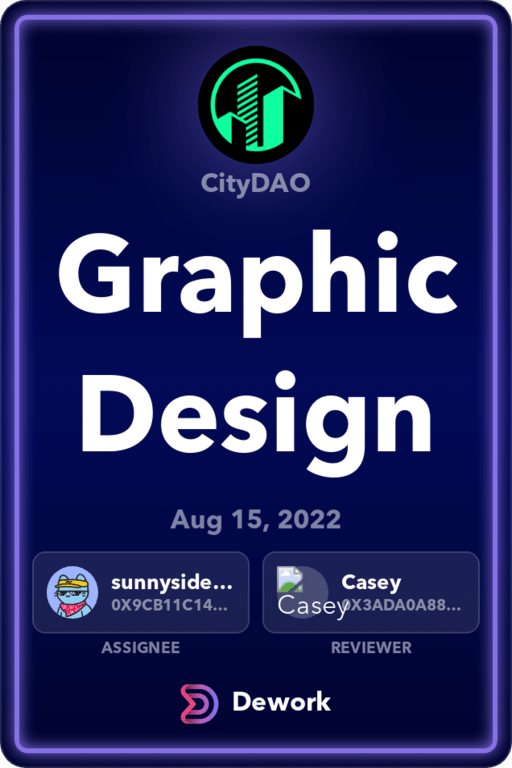 CityDAO
Graphic
Design
Aug 15, 2022
sunnyside...
0X9CB11C14...
Casey
Casey
0X3ADA0A88...
ASSIGNEE
REVIEWER
Dework